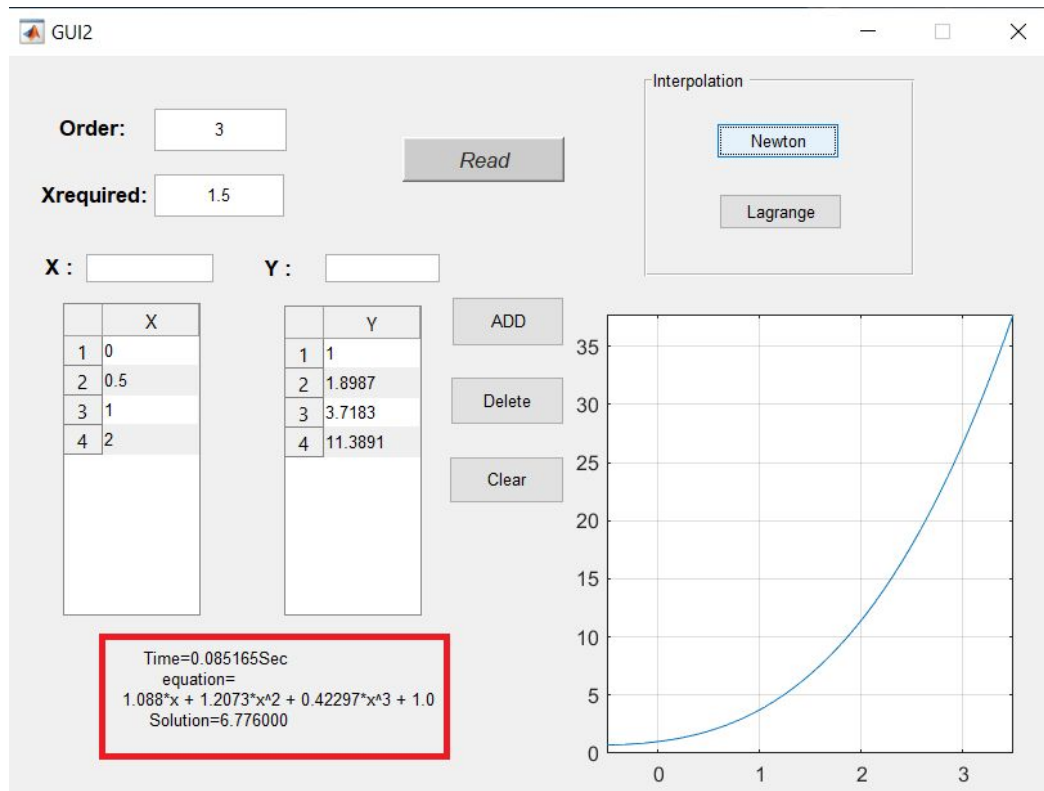 GUI2
Interpolation
Order: 3
Read
Newton
Xrequired: 1.5
Lagrange
X :
Y :
X
Y
1 0
2 0.5
3 1
4 2
1 1
2 1.8987
3 3.7183
4 11.3891
ADD
Delete
Clear
35
30
25
20
15
10
5
0
0 1 2 3
Time=0.085165Sec
equation=
1.088*x + 1.2073*x^2 + 0.42297*x^3 + 1.0
Solution=6.776000